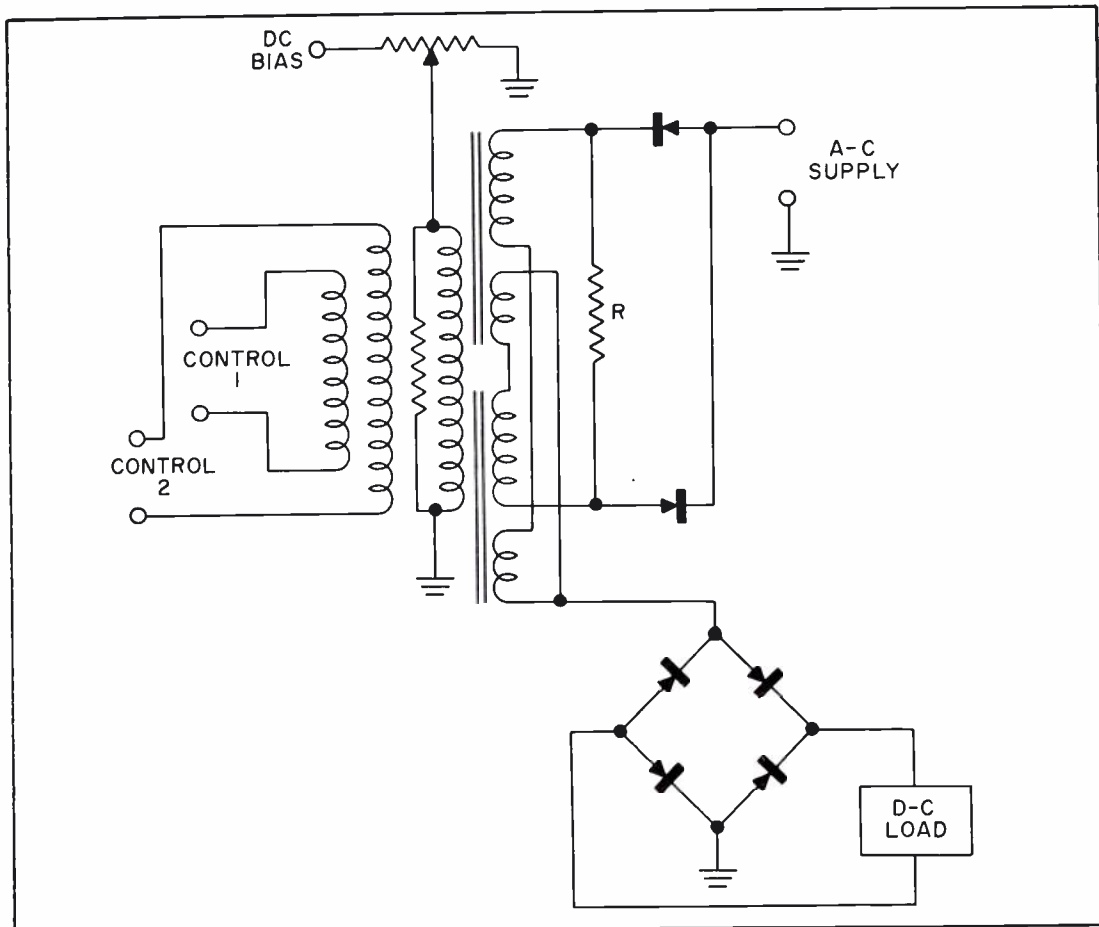 DC
BIAS
A-C
SUPPLY
R
CONTROL
1
CONTROL
2
D-C
LOAD